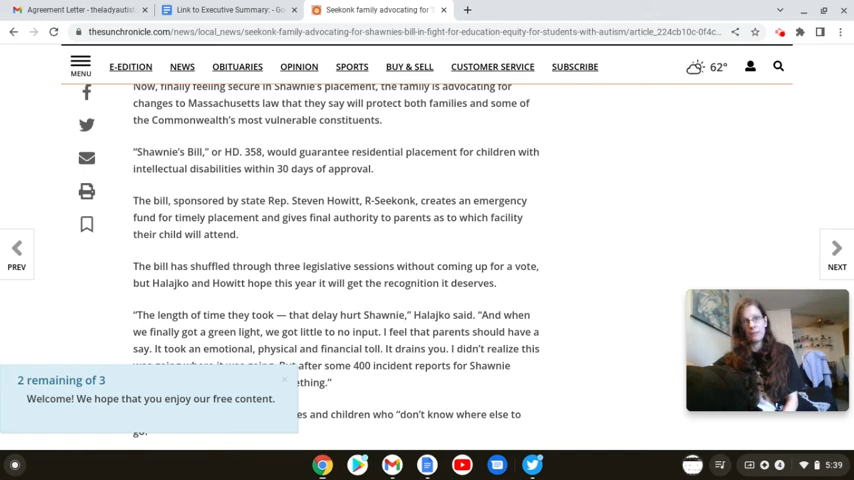 Agreement Letter - theladyautist
Link to Executive Summary: - Go
Seekonk family advocating for 'S
thesunchronicle.com/news/local_news/seekonk-family-advocating-for-shawnies-bill-in-fight-for-education-equity-for-students-with-autism/article_224cb10c-0f4c...
MENU
E-EDITION NEWS OBITUARIES OPINION SPORTS BUY & SELL CUSTOMER SERVICE SUBSCRIBE
62°
Now, finally feeling secure in Shawnie's placement, the family is advocating for
changes to Massachusetts law that they say will protect both families and some of
the Commonwealth's most vulnerable constituents.
“Shawnie's Bill,” or HD. 358, would guarantee residential placement for children with
intellectual disabilities within 30 days of approval.
The bill, sponsored by state Rep. Steven Howitt, R-Seekonk, creates an emergency
fund for timely placement and gives final authority to parents as to which facility
their child will attend.
PREV
NEXT
The bill has shuffled through three legislative sessions without coming up for a vote,
but Halajko and Howitt hope this year it will get the recognition it deserves.
“The length of time they took — that delay hurt Shawnie,” Halajko said. “And when
we finally got a green light, we got little to no input. I feel that parents should have a
say. It took an emotional, physical and financial toll. It drains you. I didn't realize this
after some 400 incident reports for Shawnie
2 remaining of 3
Welcome! We hope that you enjoy our free content.
and children who “don't know where else to
go.
5:39